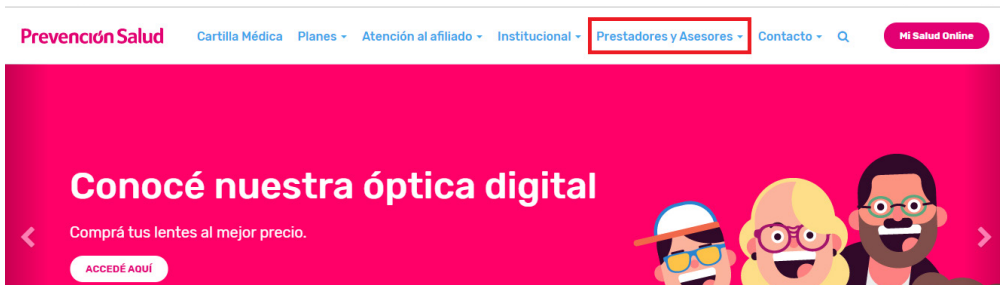 Prevención Salud Cartilla Médica Planes Atención al afiliado Institucional Prestadores y Asesores Contacto Mi Salud Online
Conocé nuestra óptica digital
Comprá tus lentes al mejor precio.
ACCEDÉ AQUÍ